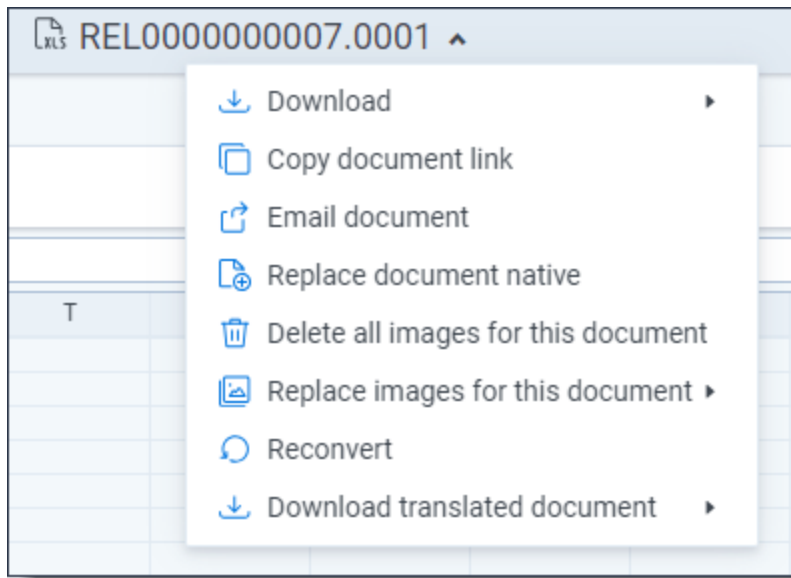 XLS REL0000000007.0001
Download
Copy document link
Email document
Replace document native
T
Delete all images for this document
Replace images for this document
Reconvert
Download translated document